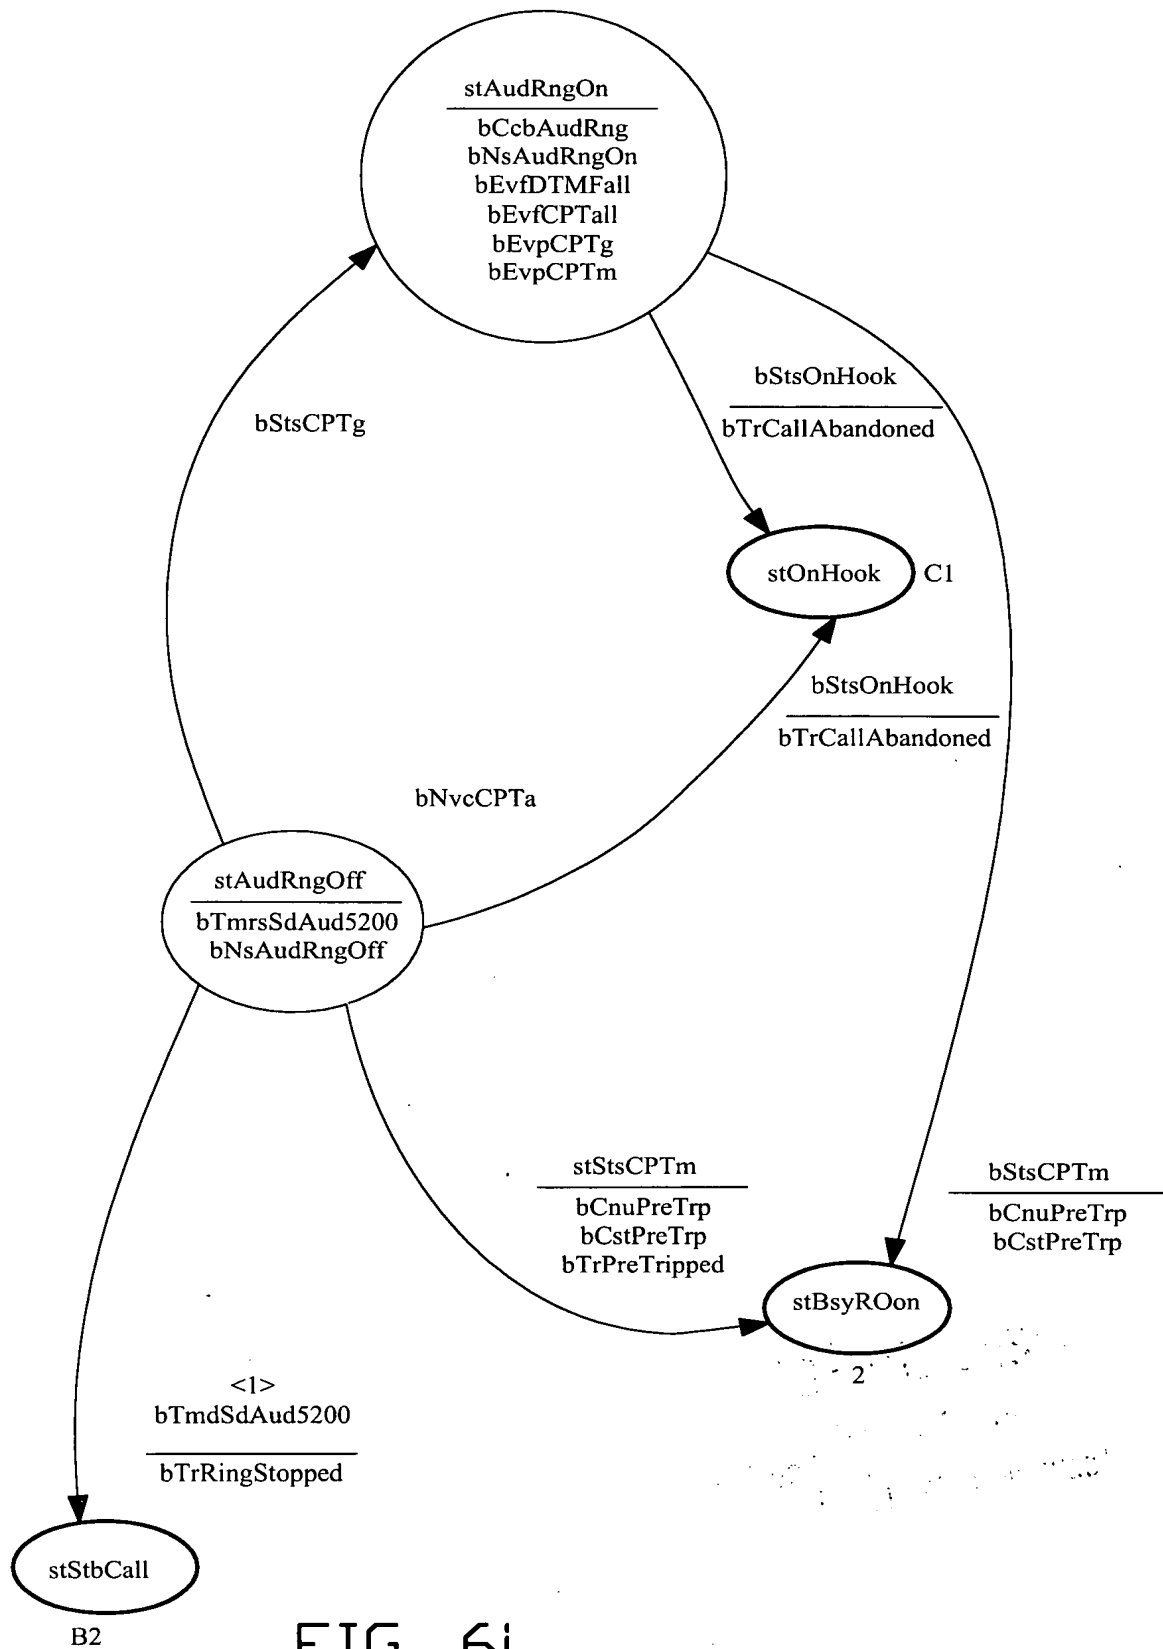 stAudRngOn
bCcbAudRng
bNsAudRngOn
bEvfDTMFall
bEvfCPTall
bEvpCPTg
bEvpCPTm
bStsCPTg
bStsOnHook
bTrCallAbandoned
stOnHook C1
bStsOnHook
bTrCallAbandoned
bNvcCPTa
stAudRngOff
bTmrsSdAud5200
bNsAudRngOff
stStsCPTm
bCnuPreTrp
bCstPreTrp
bTrPreTripped
bStsCPTm
bCnuPreTrp
bCstPreTrp
stBsyROon
2
<1>
bTmdSdAud5200
bTrRingStopped
stStbCall
B2
FIG. 6i